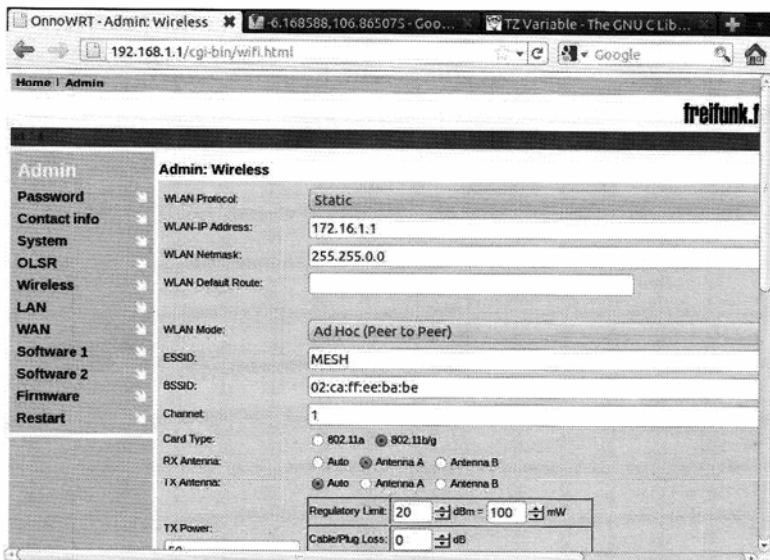 OnnoWRT - Admin: Wireless
-6.168588,106.865075 - Goo...
TZ Variable - The GNU C Lib...
192.168.1.1/cgi-bin/wifi.html
Google
Home | Admin
freifunk.f
Admin
Password
Contact info
System
OLSR
Wireless
LAN
WAN
Software 1
Software 2
Firmware
Restart
Admin: Wireless
WLAN Protocol: Static
WLAN-IP Address: 172.16.1.1
WLAN Netmask: 255.255.0.0
WLAN Default Route:
WLAN Mode: Ad Hoc (Peer to Peer)
ESSID: MESH
BSSID: 02:ca:ff:ee:ba:be
Channel: 1
Card Type: 802.11a 802.11b/g
RX Antenna: Auto Antenna A Antenna B
TX Antenna: Auto Antenna A Antenna B
TX Power:
Regulatory Limit: 20 dBm = 100 mW
Cable/Plug Loss: 0 dB